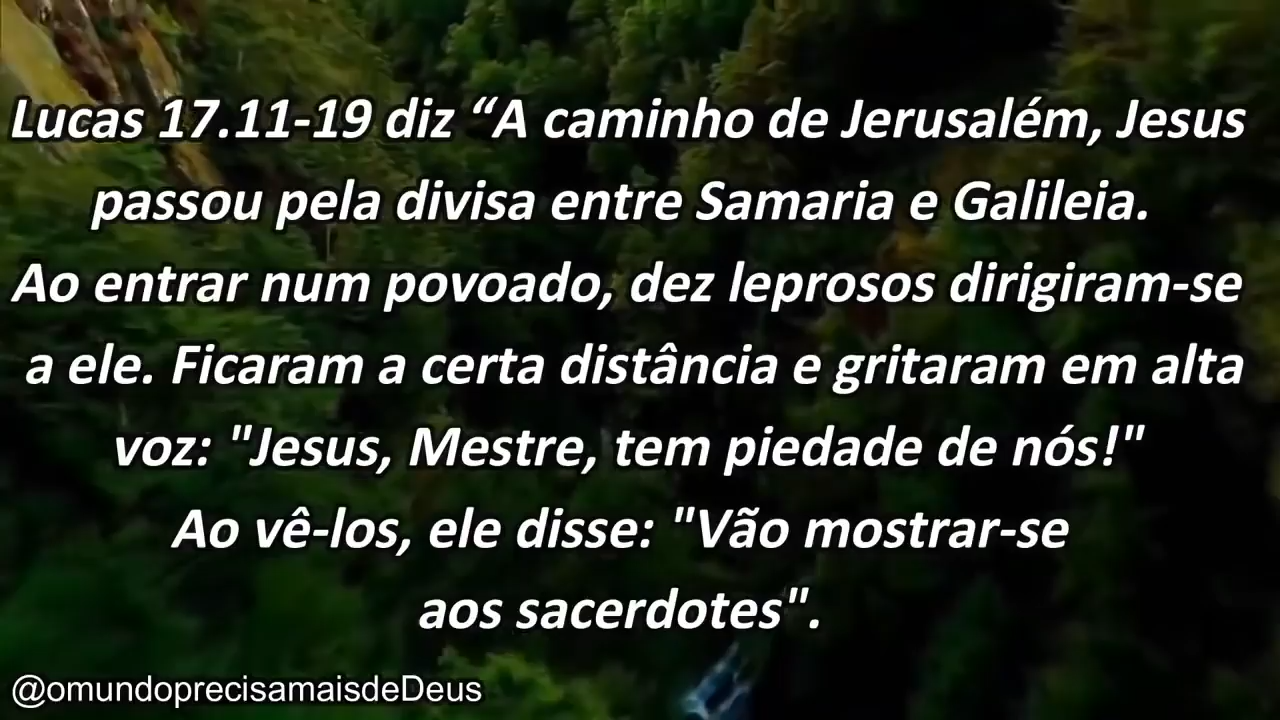 Lucas 17.11-19 diz “A caminho de Jerusalém, Jesus
passou pela divisa entre Samaria e Galileia.
Ao entrar num povoado, dez leprosos dirigiram-se
a ele. Ficaram a certa distância e gritaram em alta
voz: "Jesus, Mestre, tem piedade de nós!"
Ao vê-los, ele disse: "Vão mostrar-se
aos sacerdotes".
@omundoprecisamaisdeDeus